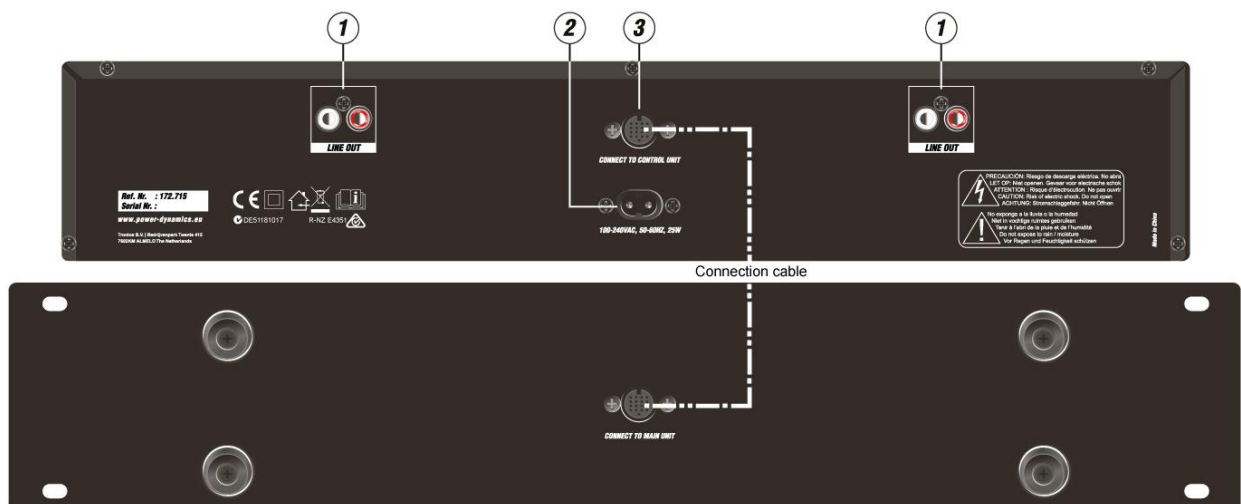 1
2
3
1
LINE OUT
CONNECT TO CONTROL UNIT
LINE OUT
Ref. Nr. : 172.715
Serial Nr. :
www.power-dynamics.eu
Tronios B.V. | Bedrijvenpark Twente 415
7602KM ALMELO The Netherlands
CE
DE51181017
R-NZ E4351
100-240VAC, 50-60HZ, 25W
PRECAUCIÓN: Riesgo de descarga eléctrica. No abra
LET OP: Niet openen. Gevaar voor electrische schok
ATTENTION : Risque d'électrocution. Ne pas ouvrir
CAUTION: Risk of electric shock. Do not open
ACHTUNG: Stromschlaggefahr. Nicht Öffnen
No exponga a la lluvia o la humedad
Niet in vochtige ruimtes gebruiken
Tenir à l'abri de la pluie et de l'humidité
Do not expose to rain / moisture
Vor Regen und Feuchtigkeit schützen
Made in China
Connection cable
CONNECT TO MAIN UNIT